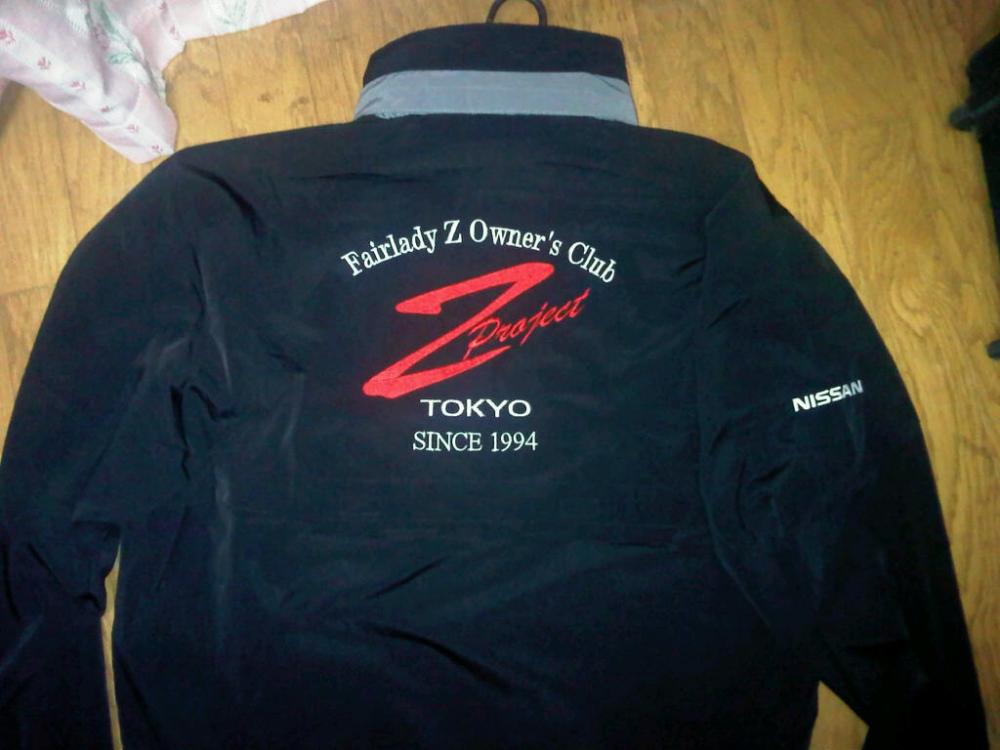 Fairlady Z Owner's Club
Z Project
TOKYO
SINCE 1994
NISSAN